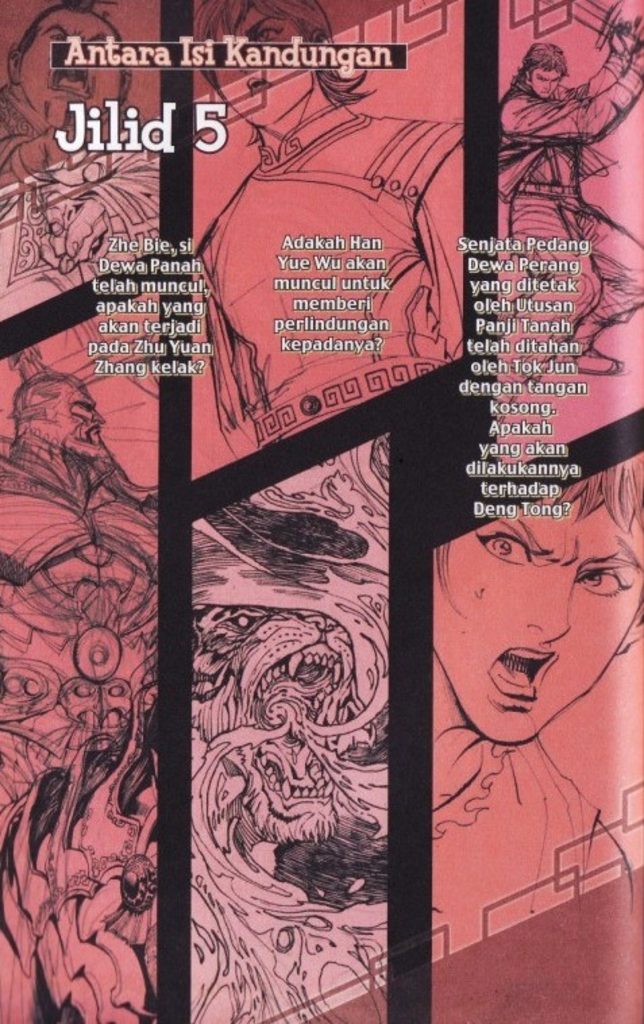 Antara Isi Kandungan
Jilid 5
Zhe Bie, si
Dewa Panah
telah muncul,
apakah yang
akan terjadi
pada Zhu Yuan
Zhang kelak?
Adakah Han
Yue Wu akan
muncul untuk
memberi
perlindungan
kepadanya?
Senjata Pedang
Dewa Perang
yang ditetak
oleh Utusan
Panji Tanah
telah ditahan
oleh Tok Jun
dengan tangan
kosong.
Apakah
yang akan
dilakukannya
terhadap
Deng Tong?